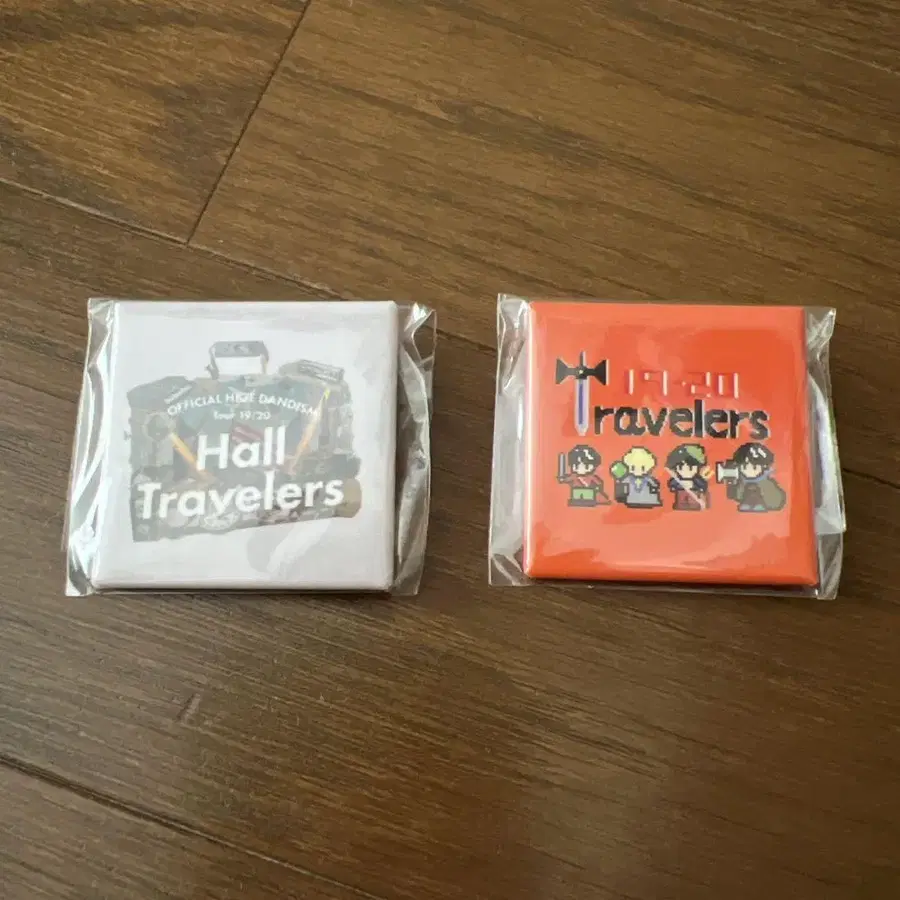 OFFICIAL HIGE DANDISM
Tour 19/20
Hall
Travelers
19-20
Travelers